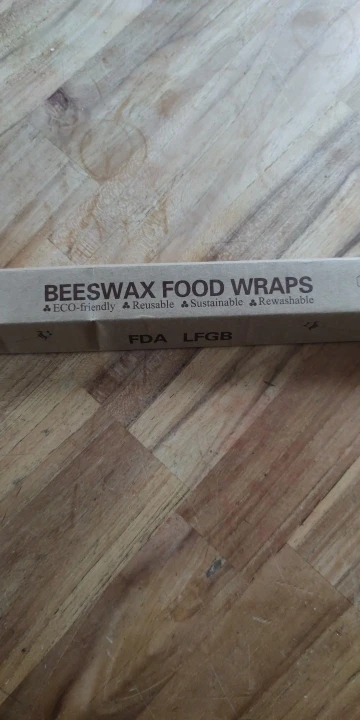 BEESWAX FOOD WRAPS
ECO-friendly Reusable Sustainable Rewashable
FDA LFGB